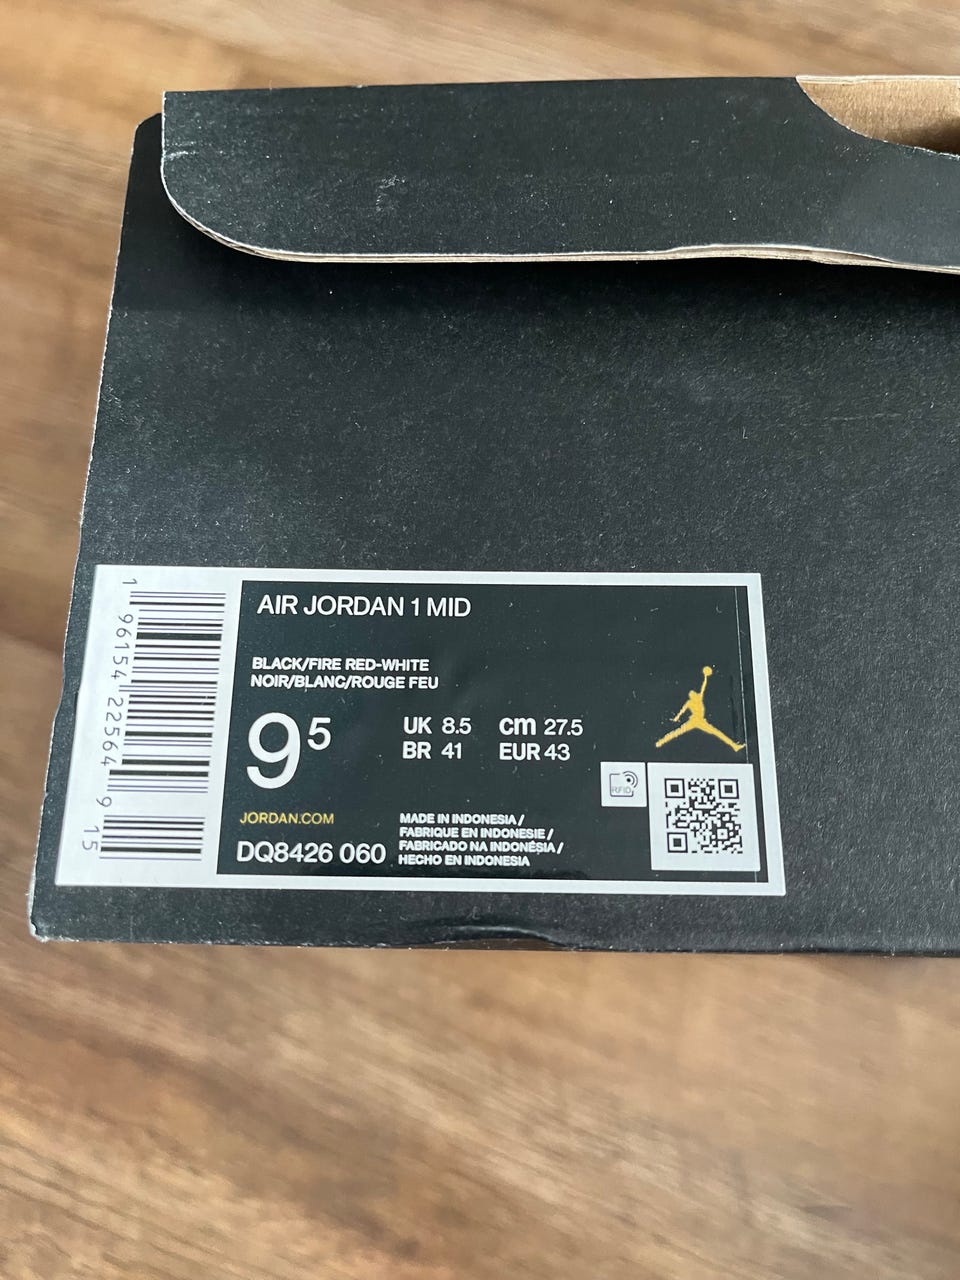 1 96154 22564 9 15
AIR JORDAN 1 MID
BLACK/FIRE RED-WHITE
NOIR/BLANC/ROUGE FEU
9⁵
UK 8.5 cm 27.5
BR 41 EUR 43
RFID
JORDAN.COM
DQ8426 060
MADE IN INDONESIA /
FABRIQUE EN INDONESIE /
FABRICADO NA INDONÉSIA /
HECHO EN INDONESIA